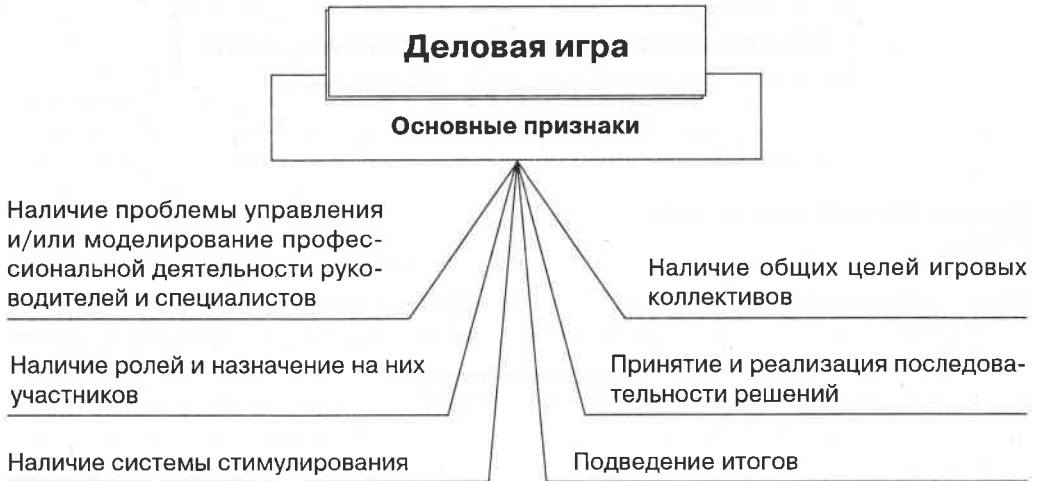 Деловая игра
Основные признаки
Наличие проблемы управления
и/или моделирование профес-
сиональной деятельности руко-
водителей и специалистов
Наличие общих целей игровых
коллективов
Наличие ролей и назначение на них
участников
Принятие и реализация последова-
тельности решений
Наличие системы стимулирования
Подведение итогов